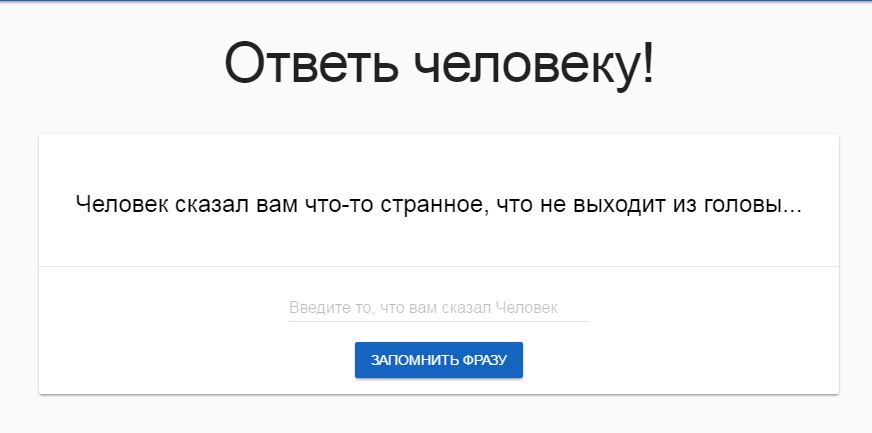 Ответь человеку!
Человек сказал вам что-то странное, что не выходит из головы...
Введите то, что вам сказал Человек
ЗАПОМНИТЬ ФРАЗУ